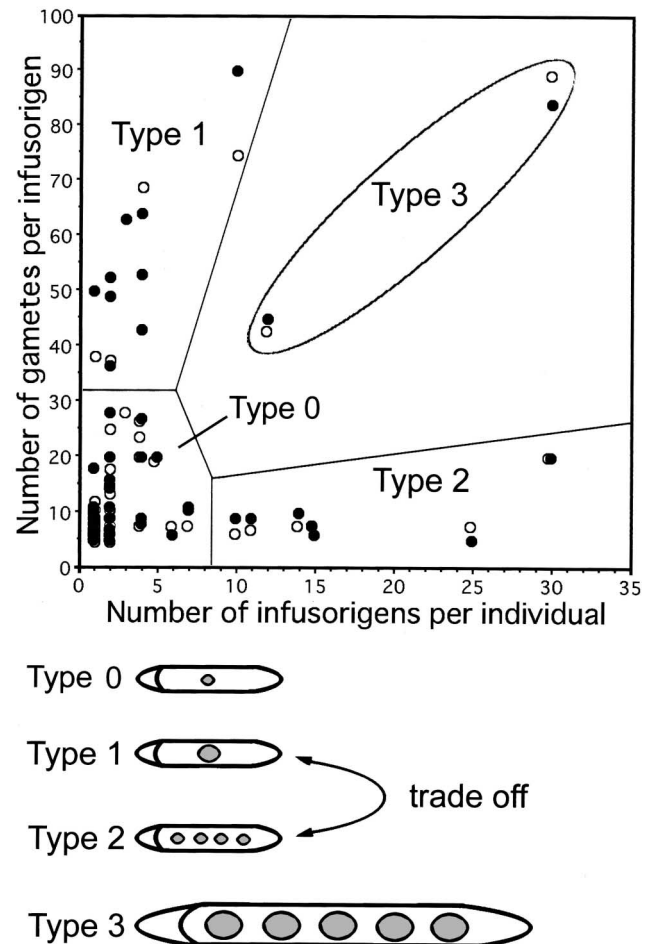 100
90
80
70
60
50
40
30
20
10
0
Number of gametes per infusorigen
Type 1
Type 3
Type 0
Type 2
0 5 10 15 20 25 30 35
Number of infusorigens per individual
Type 0
Type 1
trade off
Type 2
Type 3